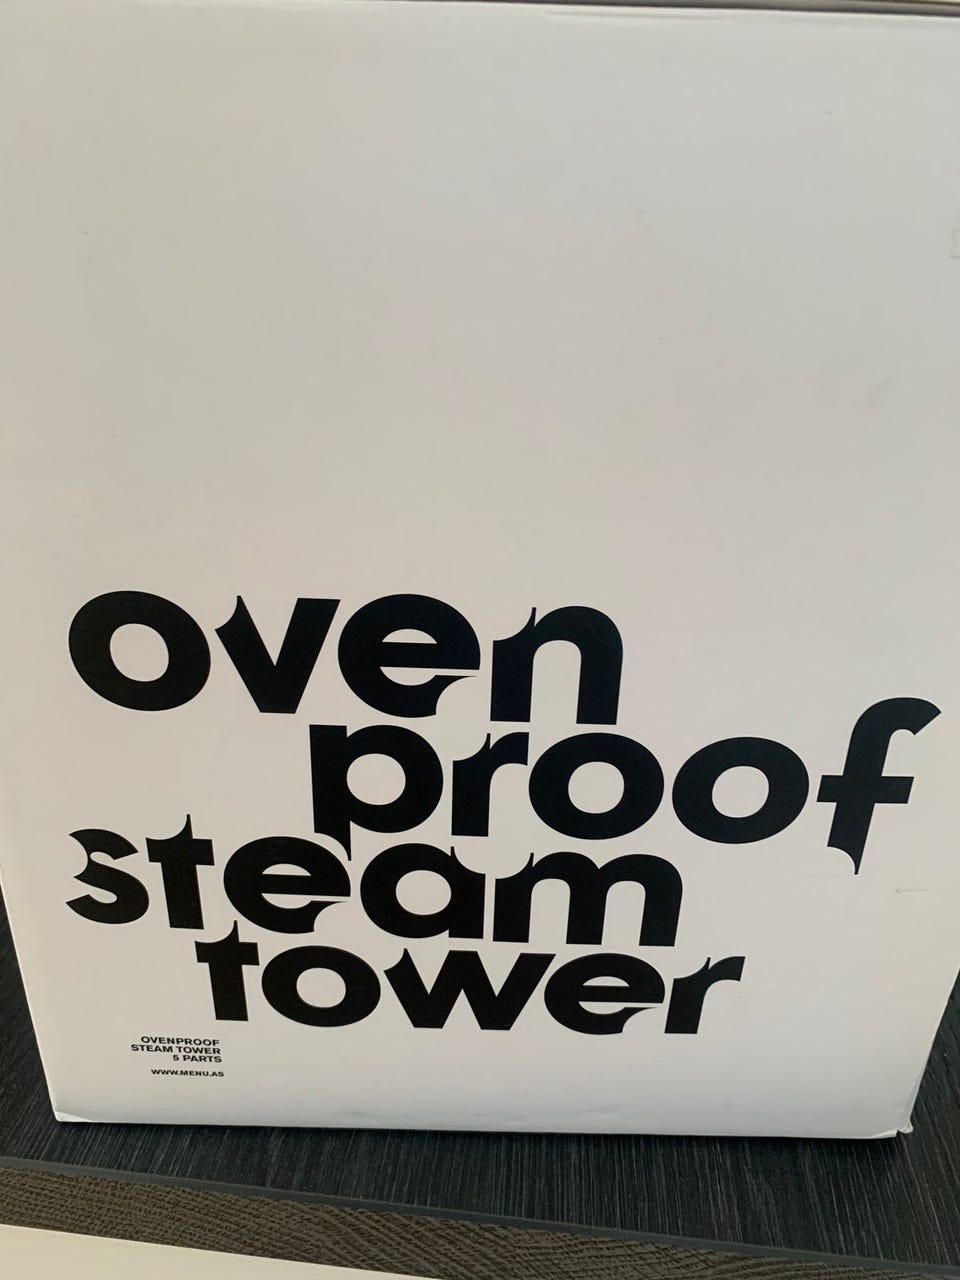 oven
proof
steam
tower
OVENPROOF
STEAM TOWER
5 PARTS
WWW.MENU.AS